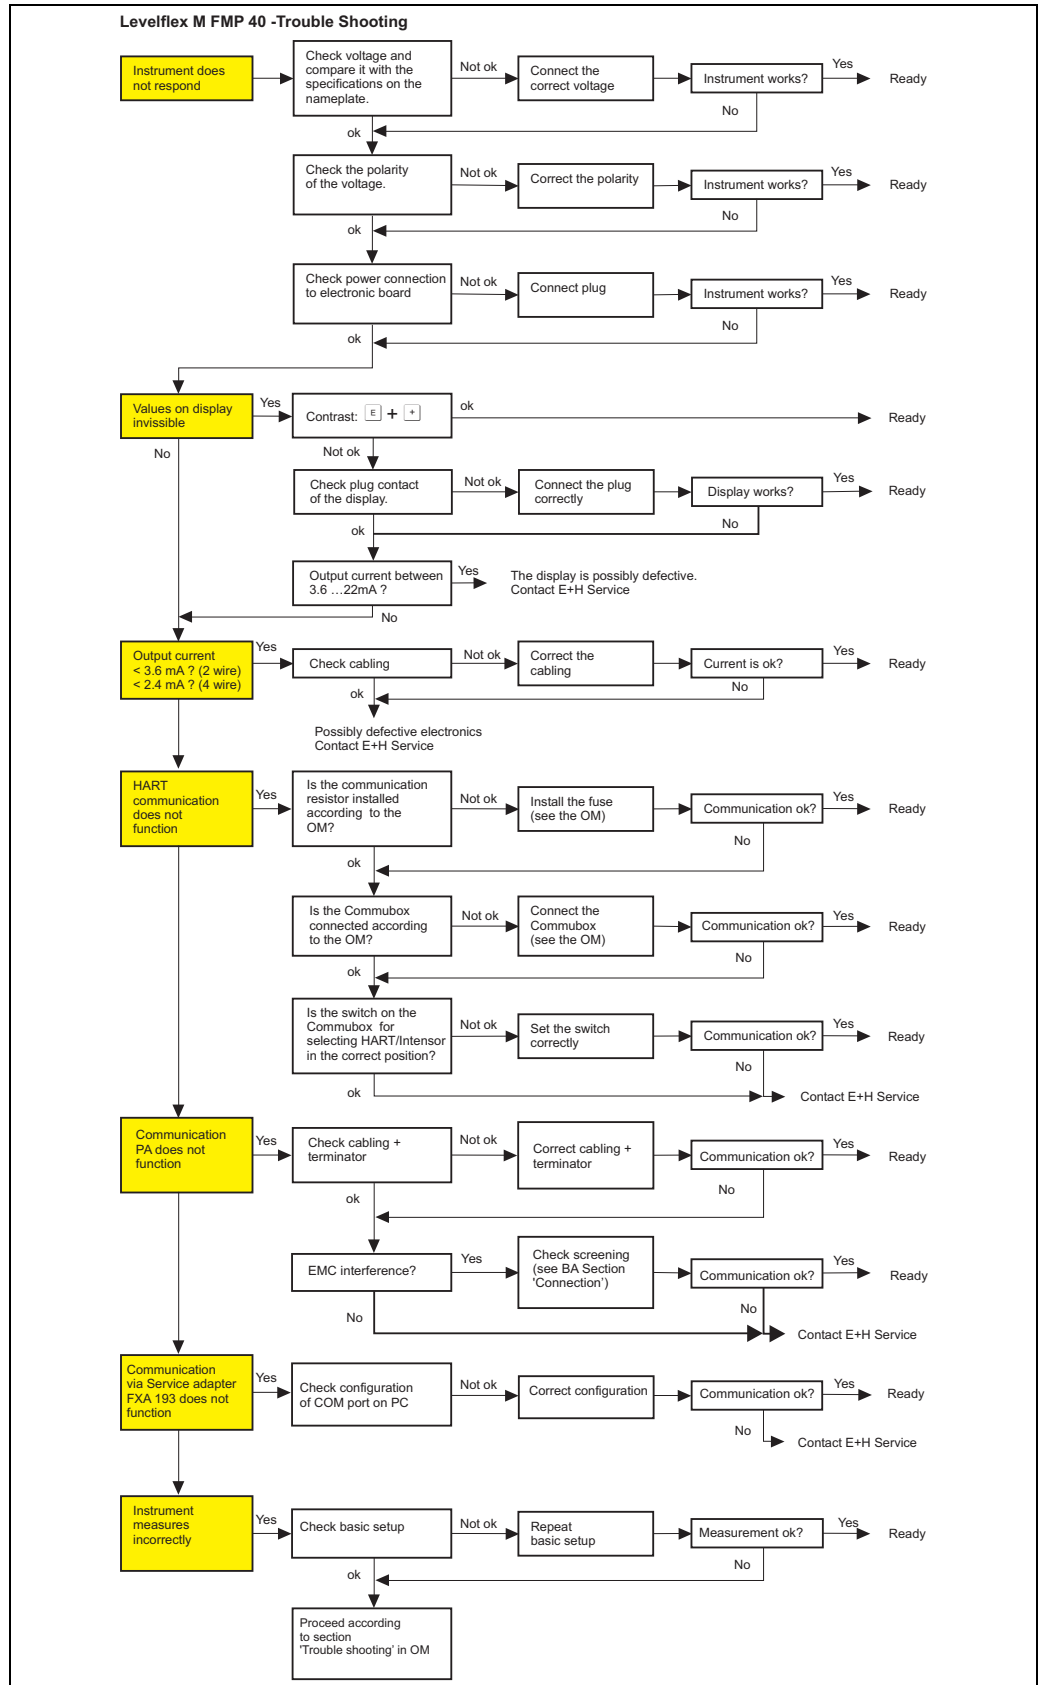 Levelflex M FMP 40 -Trouble Shooting
Instrument does
not respond
Check voltage and
compare it with the
specifications on the
nameplate.
Not ok
Connect the
correct voltage
Instrument works?
Yes
Ready
No
ok
Check the polarity
of the voltage.
Not ok
Correct the polarity
Instrument works?
Yes
Ready
No
ok
Check power connection
to electronic board
Not ok
Connect plug
Instrument works?
Yes
Ready
No
ok
Values on display
invissible
Yes
Contrast: E + +
ok
Ready
No
Not ok
Check plug contact
of the display.
Not ok
Connect the plug
correctly
Display works?
Yes
Ready
No
ok
Output current between
3.6 ...22mA ?
Yes
The display is possibly defective.
Contact E+H Service
No
Output current
< 3.6 mA ? (2 wire)
< 2.4 mA ? (4 wire)
Yes
Check cabling
Not ok
Correct the
cabling
Current is ok?
Yes
Ready
No
ok
Possibly defective electronics
Contact E+H Service
HART
communication
does not
function
Yes
Is the communication
resistor installed
according to the
OM?
Not ok
Install the fuse
(see the OM)
Communication ok?
Yes
Ready
No
ok
Is the Commubox
connected according
to the OM?
Not ok
Connect the
Commubox
(see the OM)
Communication ok?
Yes
Ready
No
ok
Is the switch on the
Commubox for
selecting HART/Intensor
in the correct position?
Not ok
Set the switch
correctly
Communication ok?
Yes
Ready
No
ok
Contact E+H Service
Communication
PA does not
function
Yes
Check cabling +
terminator
Not ok
Correct cabling +
terminator
Communication ok?
Yes
Ready
No
ok
EMC interference?
Yes
Check screening
(see BA Section
'Connection')
Communication ok?
Yes
Ready
No
No
Contact E+H Service
Communication
via Service adapter
FXA 193 does not
function
Yes
Check configuration
of COM port on PC
Not ok
Correct configuration
Communication ok?
Yes
Ready
No
Contact E+H Service
Instrument
measures
incorrectly
Yes
Check basic setup
Not ok
Repeat
basic setup
Measurement ok?
Yes
Ready
No
ok
Proceed according
to section
'Trouble shooting' in OM